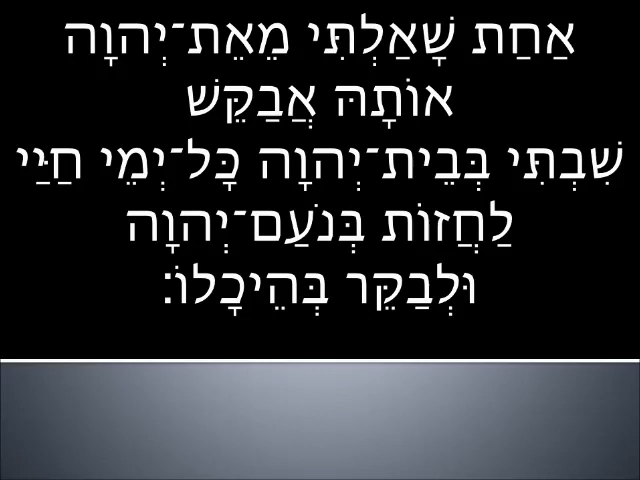 אַחַת שָׁאַלְתִּי מֵאֵת־יְהוָה
אוֹתָהּ אֲבַקֵּשׁ
שִׁבְתִּי בְּבֵית־יְהוָה כָּל־יְמֵי חַיַּי
לַחֲזוֹת בְּנֹעַם־יְהוָה
וּלְבַקֵּר בְּהֵיכָלוֹ׃